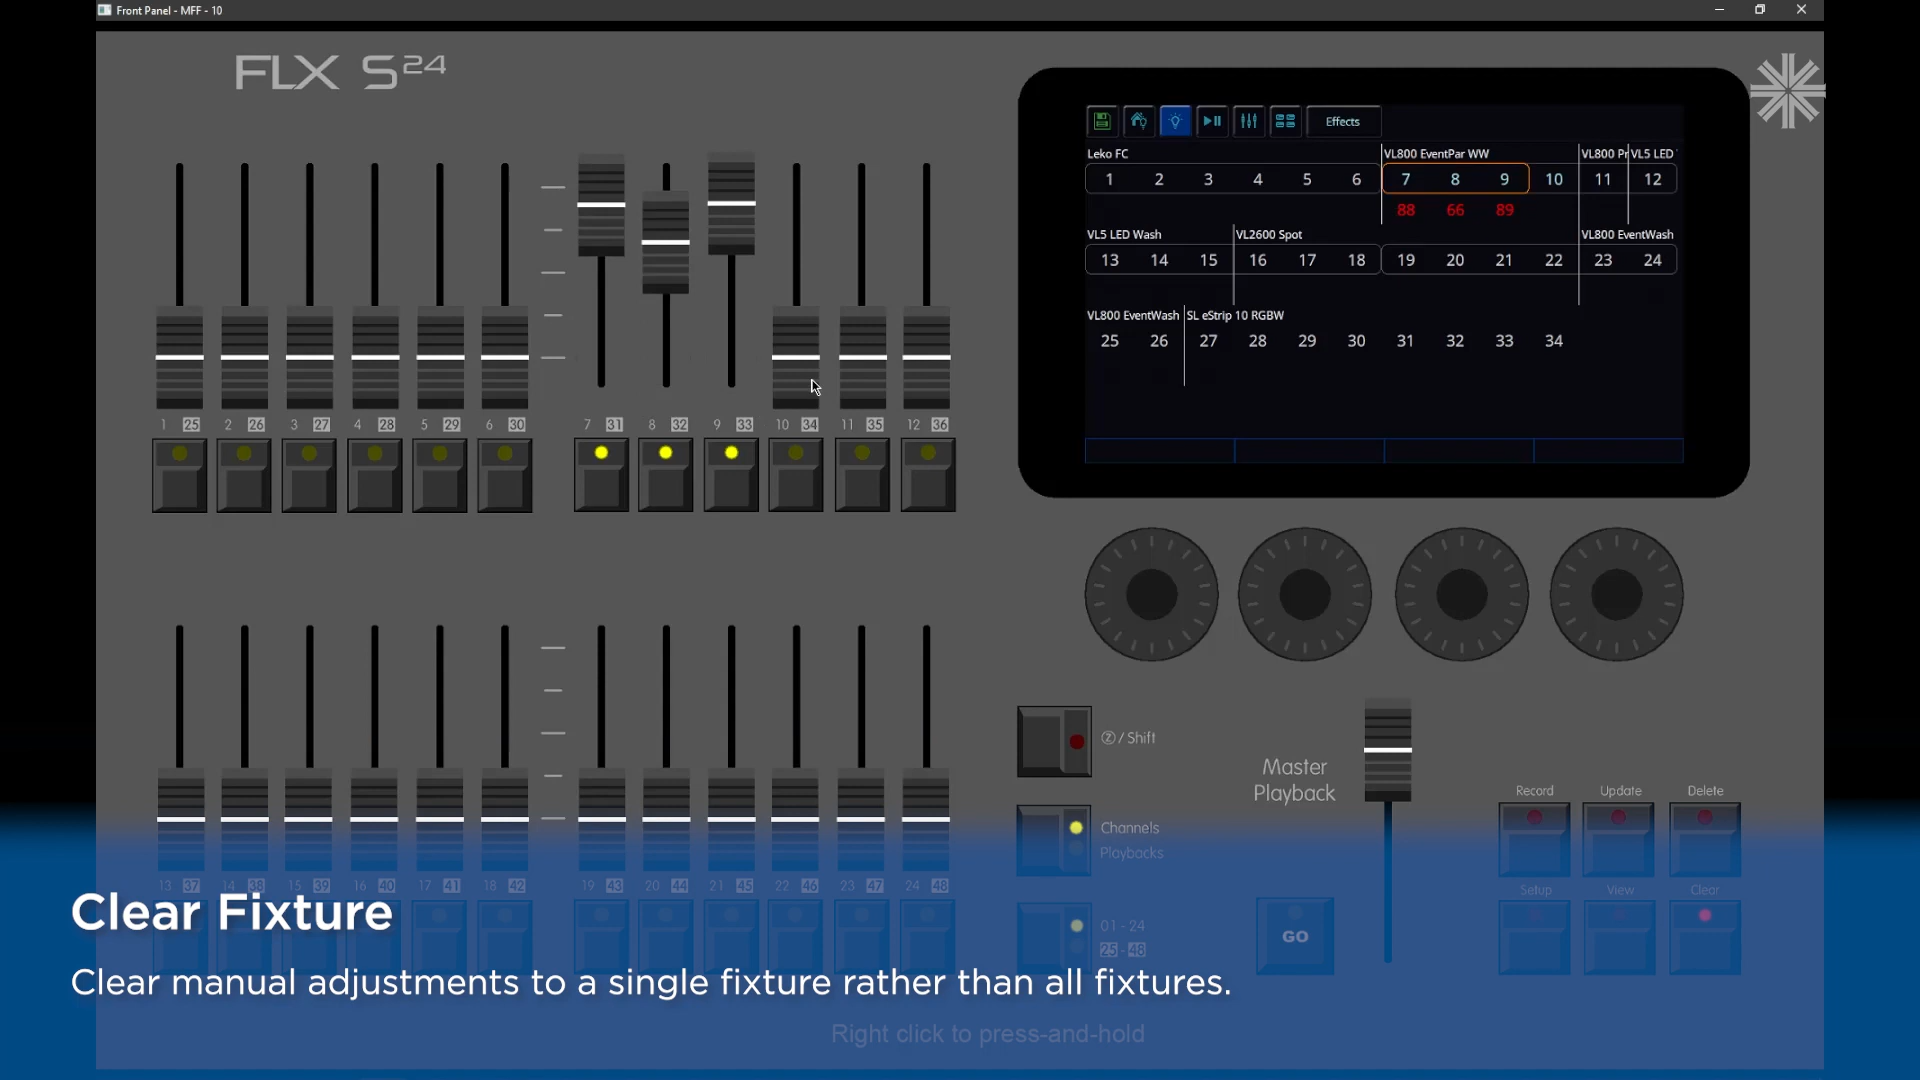 Front Panel - MFF - 10
FLX S24
Effects
Leko FC VL800 EventPar WW VL800 Pr VL5 LED
1 2 3 4 5 6 7 8 9 10 11 12
88 66 89
VL5 LED Wash VL2600 Spot VL800 EventWash
13 14 15 16 17 18 19 20 21 22 23 24
VL800 EventWash SL eStrip 10 RGBW
25 26 27 28 29 30 31 32 33 34
1 25 2 26 3 27 4 28 5 29 6 30 7 31 8 32 9 33 10 34 11 35 12 36
Z / Shift
Master
Playback
Record Update Delete
Channels
Playbacks
13 37 14 38 15 39 16 40 17 41 18 42 19 43 20 44 21 45 22 46 23 47 24 48
Setup View Clear
01 - 24
25 - 48
GO
Clear Fixture
Clear manual adjustments to a single fixture rather than all fixtures.
Right click to press-and-hold